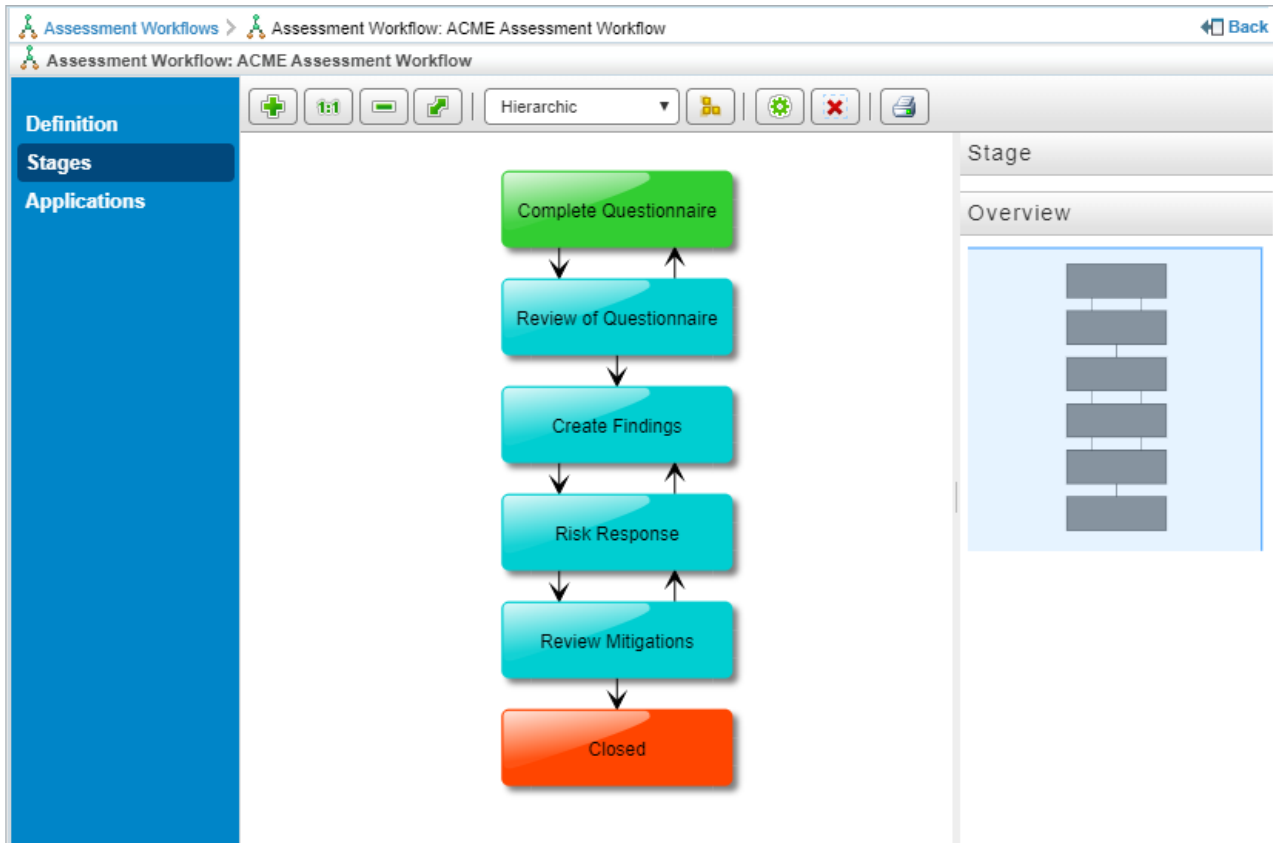 Assessment Workflows > Assessment Workflow: ACME Assessment Workflow Back
Assessment Workflow: ACME Assessment Workflow
Definition
Stages
Applications
1:1 Hierarchic
Complete Questionnaire
Review of Questionnaire
Create Findings
Risk Response
Review Mitigations
Closed
Stage
Overview